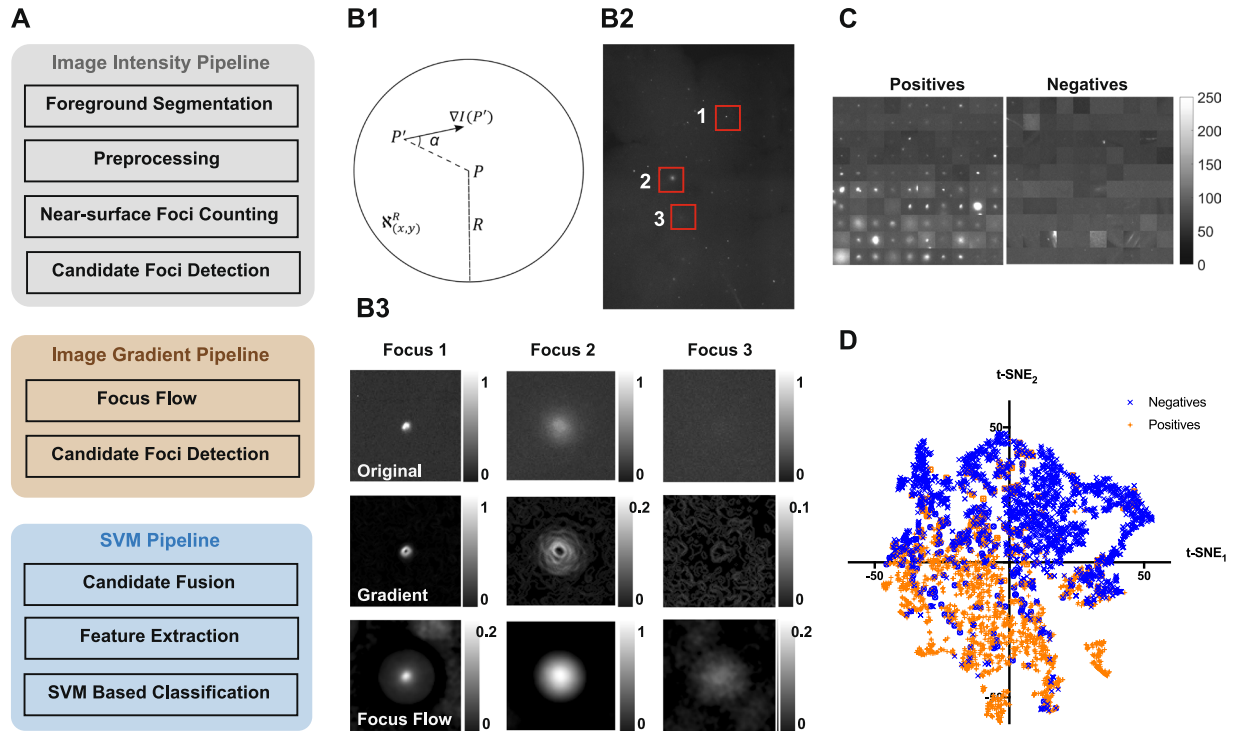 A
Image Intensity Pipeline
Foreground Segmentation
Preprocessing
Near-surface Foci Counting
Candidate Foci Detection
Image Gradient Pipeline
Focus Flow
Candidate Foci Detection
SVM Pipeline
Candidate Fusion
Feature Extraction
SVM Based Classification
B1
∇I(P′)
P′
α
P
ℵ^R_(x,y)
R
B2
1
2
3
B3
Focus 1
Focus 2
Focus 3
Original
1
0
1
0
1
0
Gradient
1
0
0.2
0
0.1
0
Focus Flow
0.2
0
1
0
0.2
0
C
Positives
Negatives
250
200
150
100
50
0
D
t-SNE₂
Negatives
Positives
50
t-SNE₁
-50
50